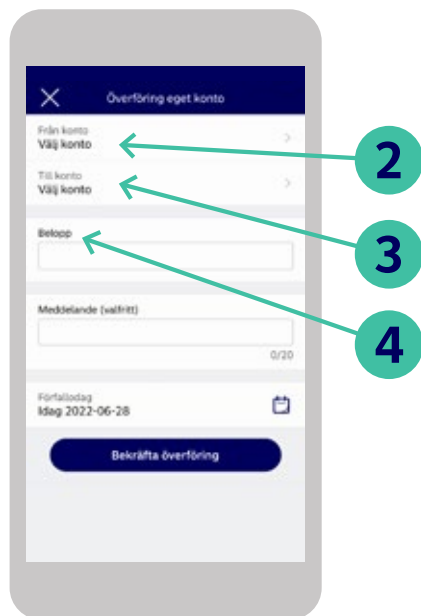 Överföring eget konto
Från konto
Välj konto
Till konto
Välj konto
Belopp
Meddelande (valfritt)
0/20
Förfallodag
Idag 2022-06-28
Bekräfta överföring
2
3
4